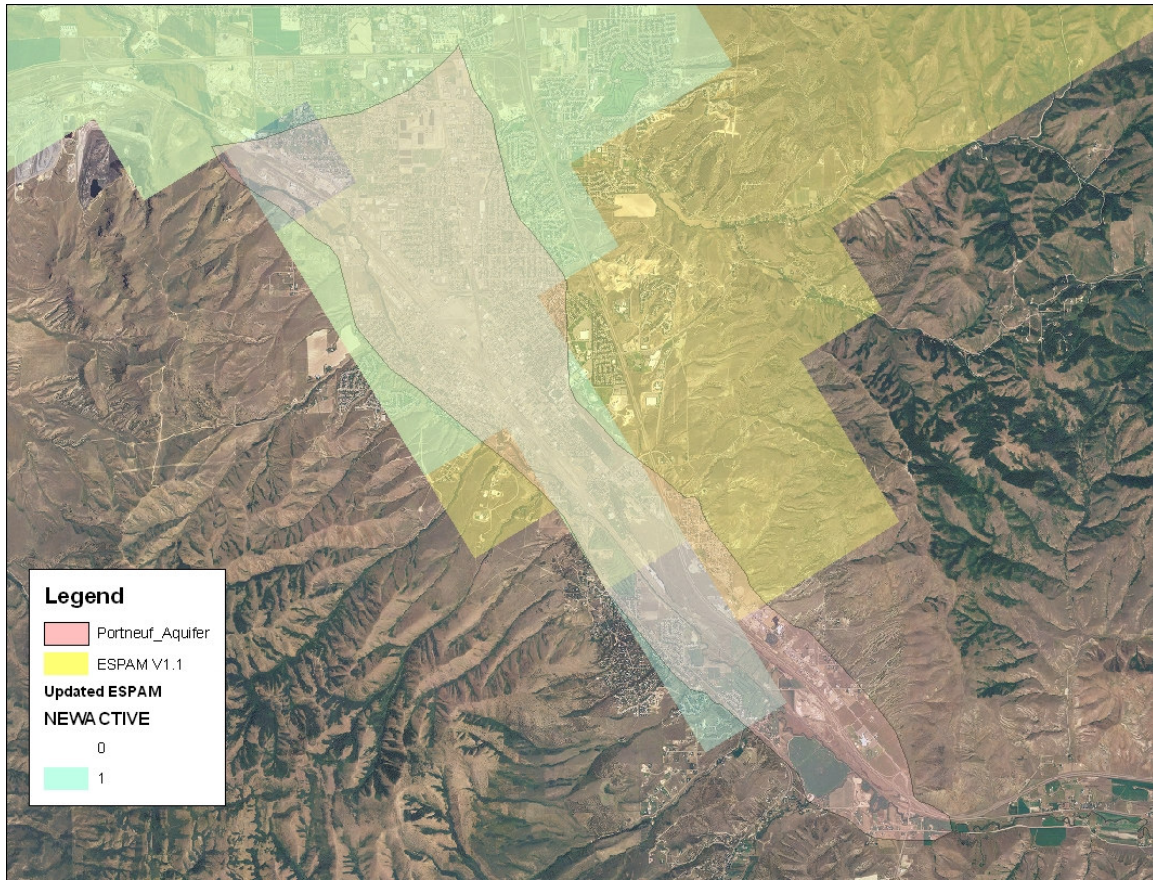 Legend
Portneuf_Aquifer
ESPAM V1.1
Updated ESPAM
NEWACTIVE
0
1